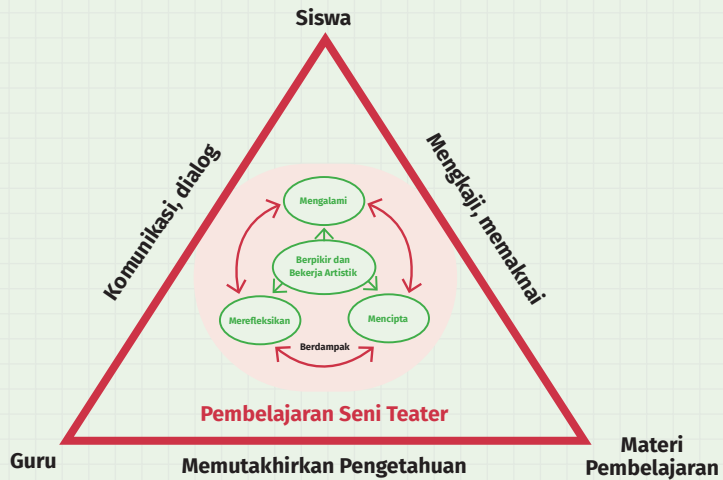 Siswa
Komunikasi, dialog
Mengkaji, memaknai
Mengalami
Berpikir dan
Bekerja Artistik
Merefleksikan
Mencipta
Berdampak
Pembelajaran Seni Teater
Guru
Memutakhirkan Pengetahuan
Materi
Pembelajaran